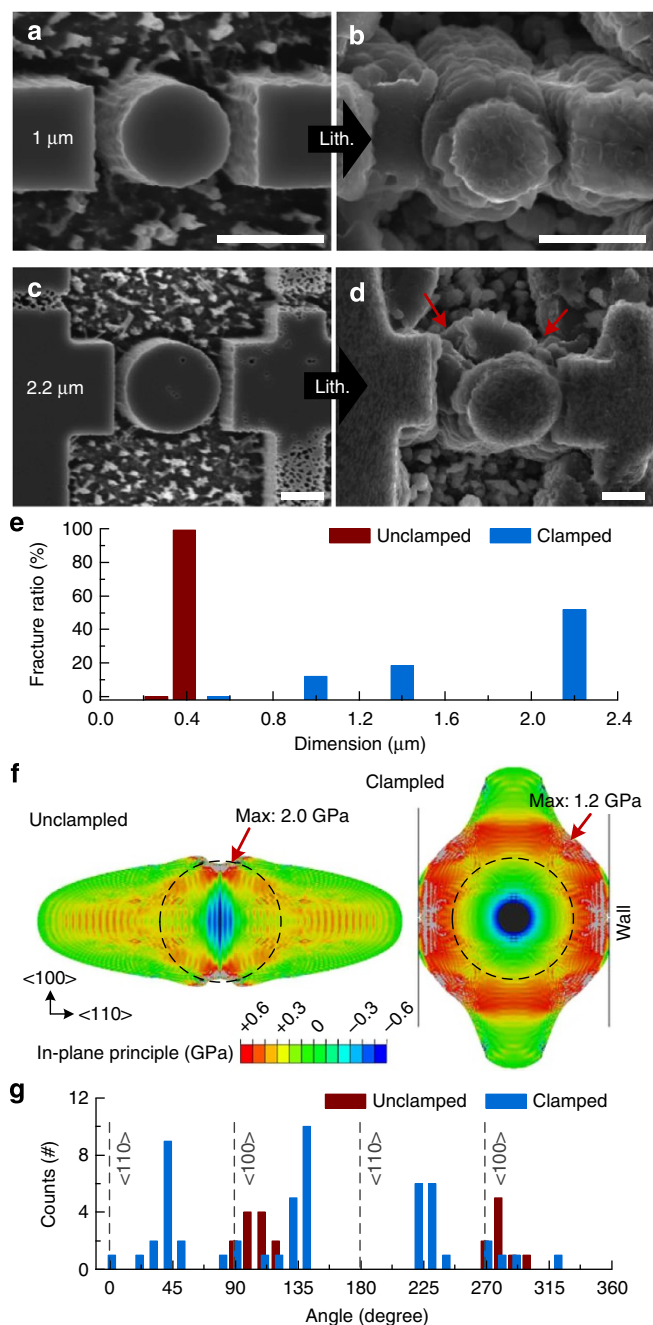 a
b
1 μm
Lith.
c
d
2.2 μm
Lith.
e
100
80
60
40
20
0
Fracture ratio (%)
Unclamped
Clamped
0.0
0.4
0.8
1.2
1.6
2.0
2.4
Dimension (μm)
f
Clampled
Unclamped
Max: 2.0 GPa
Max: 1.2 GPa
Wall
<100>
<110>
+0.6
+0.3
0
−0.3
−0.6
In-plane principle (GPa)
g
12
8
4
0
Counts (#)
Unclamped
Clamped
<110>
<100>
<110>
<100>
0
45
90
135
180
225
270
315
360
Angle (degree)